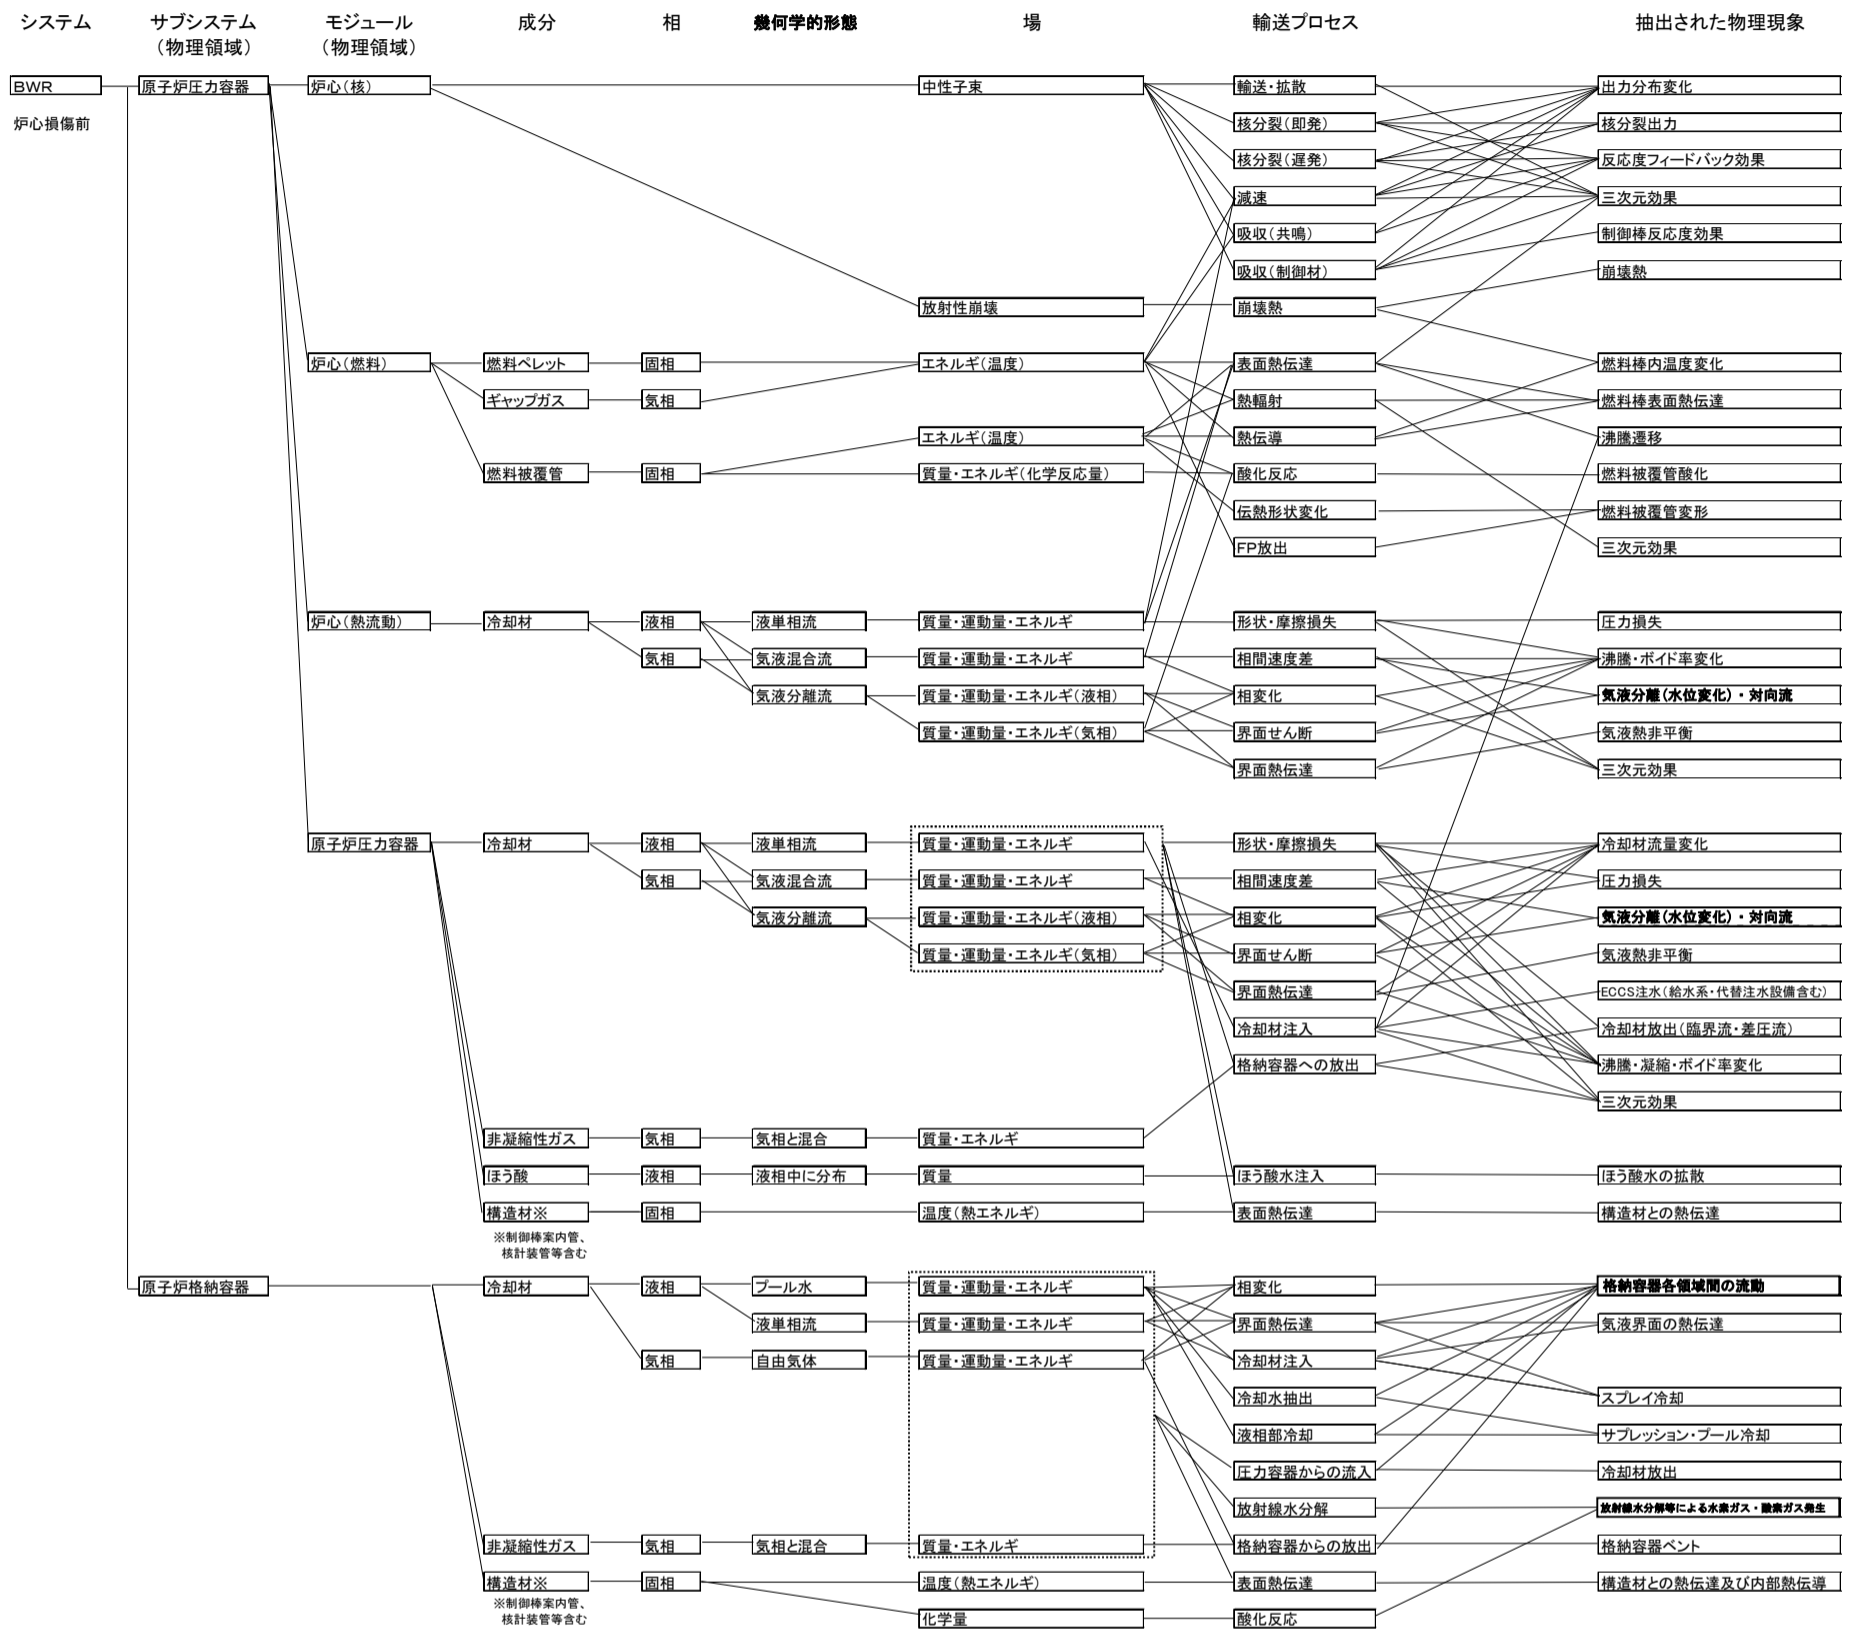 システム
サブシステム
（物理領域）
モジュール
（物理領域）
成分
相
幾何学的形態
場
輸送プロセス
抽出された物理現象
BWR
原子炉圧力容器
炉心（核）
中性子束
輸送・拡散
出力分布変化
炉心損傷前
核分裂（即発）
核分裂出力
核分裂（遅発）
反応度フィードバック効果
減速
三次元効果
吸収（共鳴）
制御棒反応度効果
吸収（制御材）
崩壊熱
放射性崩壊
崩壊熱
炉心（燃料）
燃料ペレット
固相
エネルギ（温度）
表面熱伝達
燃料棒内温度変化
ギャップガス
気相
熱輻射
燃料棒表面熱伝達
エネルギ（温度）
熱伝導
沸騰遷移
燃料被覆管
固相
質量・エネルギ（化学反応量）
酸化反応
燃料被覆管酸化
伝熱形状変化
燃料被覆管変形
FP放出
三次元効果
炉心（熱流動）
冷却材
液相
液単相流
質量・運動量・エネルギ
形状・摩擦損失
圧力損失
気相
気液混合流
質量・運動量・エネルギ
相間速度差
沸騰・ボイド率変化
気液分離流
質量・運動量・エネルギ（液相）
相変化
気液分離（水位変化）・対向流
質量・運動量・エネルギ（気相）
界面せん断
気液熱非平衡
界面熱伝達
三次元効果
原子炉圧力容器
冷却材
液相
液単相流
質量・運動量・エネルギ
形状・摩擦損失
冷却材流量変化
気相
気液混合流
質量・運動量・エネルギ
相間速度差
圧力損失
気液分離流
質量・運動量・エネルギ（液相）
相変化
気液分離（水位変化）・対向流
質量・運動量・エネルギ（気相）
界面せん断
気液熱非平衡
界面熱伝達
ECCS注水（給水系・代替注水設備含む）
冷却材注入
冷却材放出（臨界流・差圧流）
格納容器への放出
沸騰・凝縮・ボイド率変化
三次元効果
非凝縮性ガス
気相
気相と混合
質量・エネルギ
ほう酸
液相
液相中に分布
質量
ほう酸水注入
ほう酸水の拡散
構造材※
固相
温度（熱エネルギ）
表面熱伝達
構造材との熱伝達
※制御棒案内管、
核計装管等含む
原子炉格納容器
冷却材
液相
プール水
質量・運動量・エネルギ
相変化
格納容器各領域間の流動
液単相流
質量・運動量・エネルギ
界面熱伝達
気液界面の熱伝達
気相
自由気体
質量・運動量・エネルギ
冷却材注入
冷却水抽出
スプレイ冷却
液相部冷却
サプレッション・プール冷却
圧力容器からの流入
冷却材放出
放射線水分解
放射線水分解等による水素ガス・酸素ガス発生
非凝縮性ガス
気相
気相と混合
質量・エネルギ
格納容器からの放出
格納容器ベント
構造材※
固相
温度（熱エネルギ）
表面熱伝達
構造材との熱伝達及び内部熱伝導
※制御棒案内管、
核計装管等含む
化学量
酸化反応